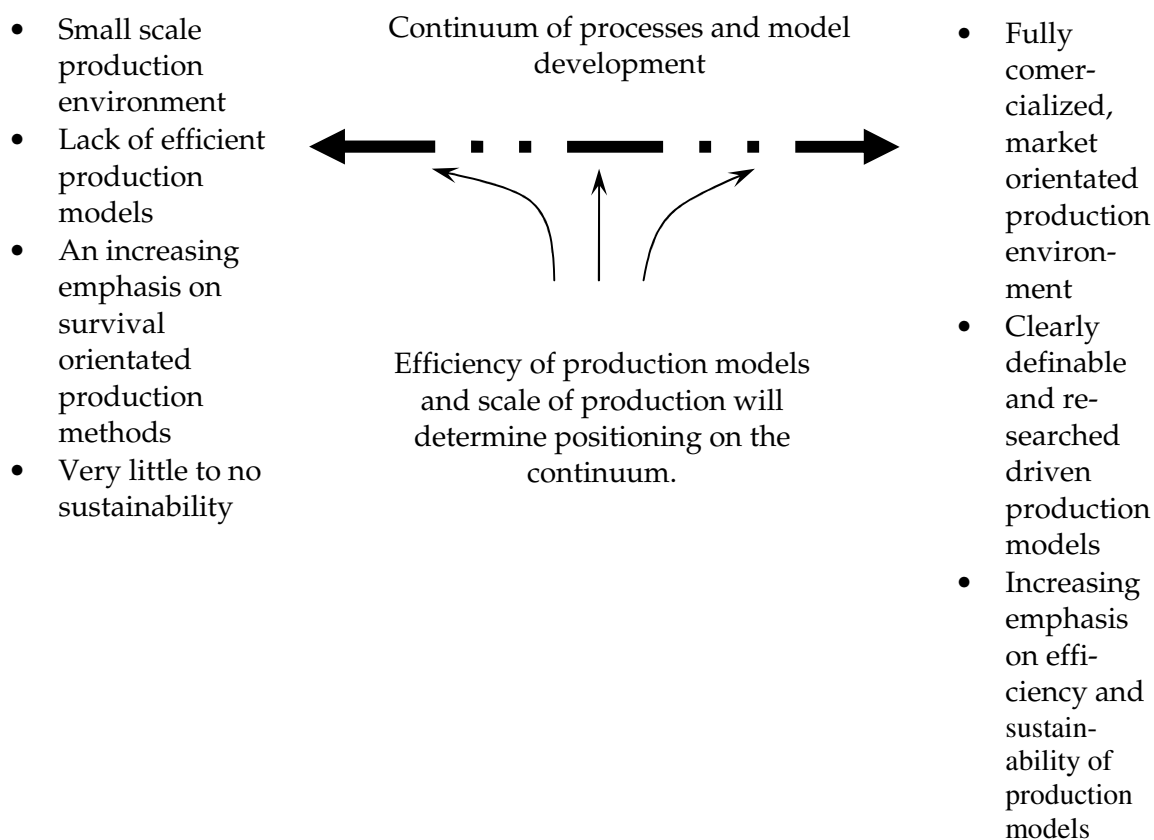 • Small scale
production
environment
• Lack of efficient
production
models
• An increasing
emphasis on
survival
orientated
production
methods
• Very little to no
sustainability
Continuum of processes and model
development
Efficiency of production models
and scale of production will
determine positioning on the
continuum.
• Fully
comer-
cialized,
market
orientated
production
environ-
ment
• Clearly
definable
and re-
searched
driven
production
models
• Increasing
emphasis
on effi-
ciency and
sustain-
ability of
production
models